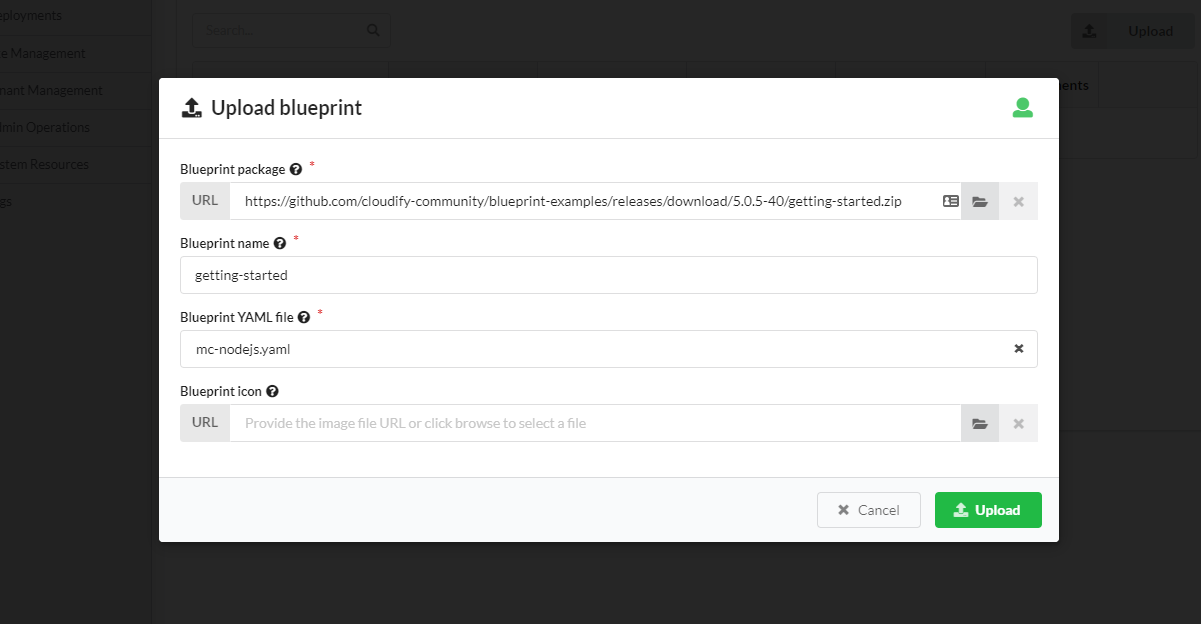 eployments
Search...
Upload
e Management
nant Management
ents
dmin Operations
stem Resources
gs
Upload blueprint
Blueprint package
*
URL
https://github.com/cloudify-community/blueprint-examples/releases/download/5.0.5-40/getting-started.zip
Blueprint name
*
getting-started
Blueprint YAML file
*
mc-nodejs.yaml
Blueprint icon
URL
Provide the image file URL or click browse to select a file
Cancel
Upload